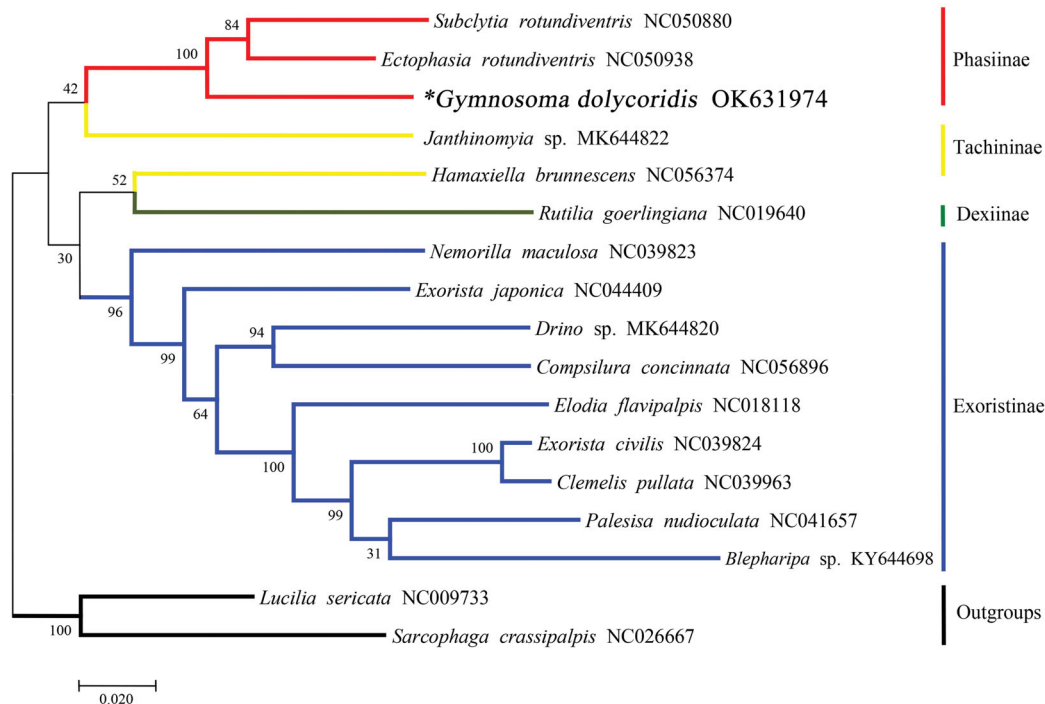 84
Subclytia rotundiventris NC050880
100
Ectophasia rotundiventris NC050938
Phasiinae
42
*Gymnosoma dolycoridis OK631974
Janthinomyia sp. MK644822
Tachininae
52
Hamaxiella brunnescens NC056374
Rutilia goerlingiana NC019640
Dexiinae
30
Nemorilla maculosa NC039823
96
Exorista japonica NC044409
99
94
Drino sp. MK644820
Compsilura concinnata NC056896
64
Elodia flavipalpis NC018118
Exoristinae
100
100
Exorista civilis NC039824
Clemelis pullata NC039963
99
Palesisa nudioculata NC041657
31
Blepharipa sp. KY644698
Lucilia sericata NC009733
Outgroups
100
Sarcophaga crassipalpis NC026667
0.020